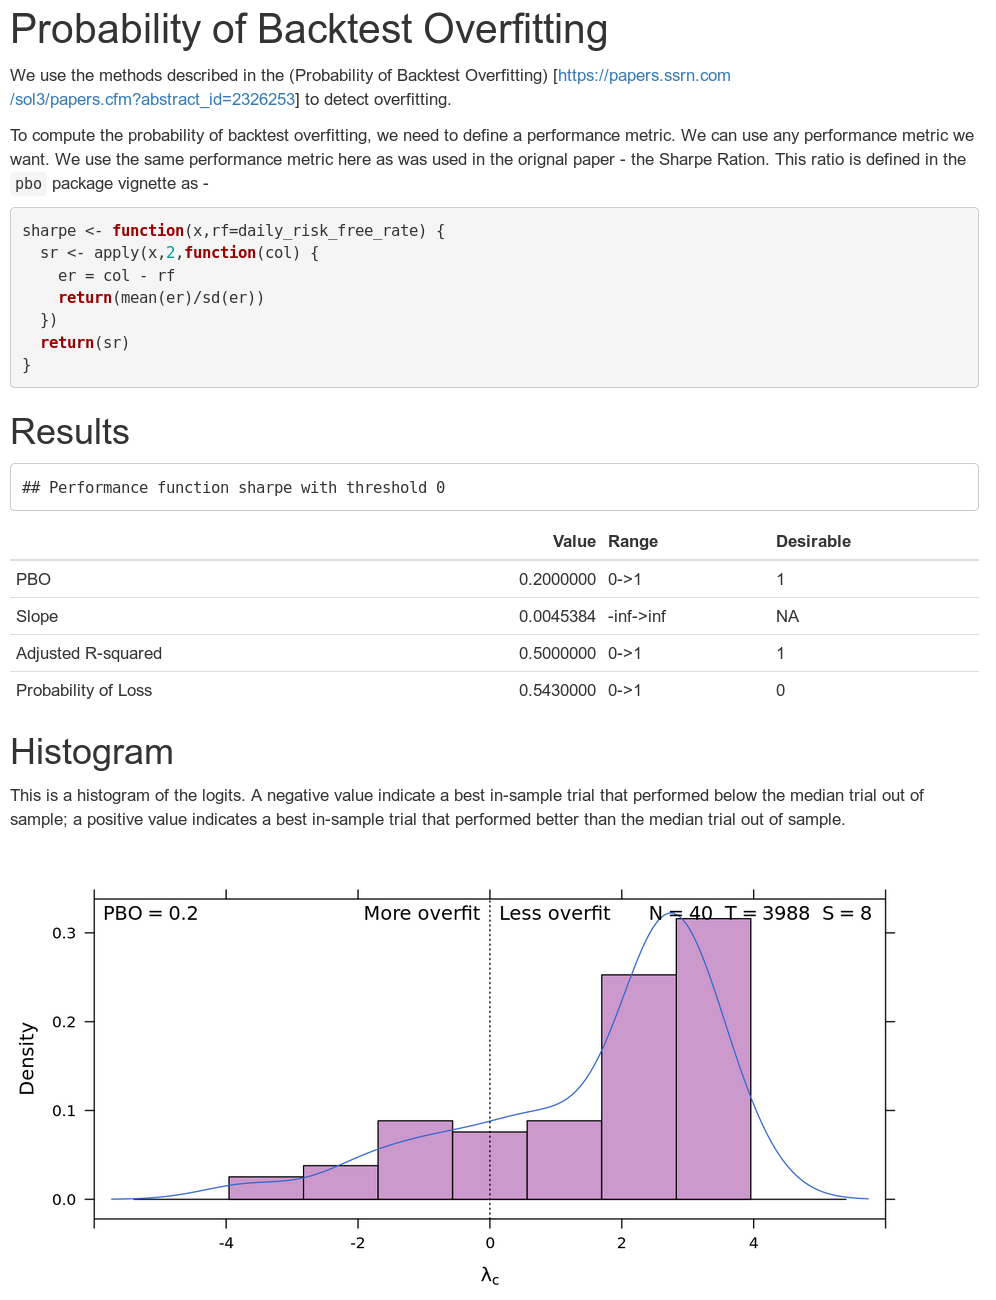 Probability of Backtest Overfitting
We use the methods described in the (Probability of Backtest Overfitting) [https://papers.ssrn.com
/sol3/papers.cfm?abstract_id=2326253] to detect overfitting.
To compute the probability of backtest overfitting, we need to define a performance metric. We can use any performance metric we
want. We use the same performance metric here as was used in the orignal paper - the Sharpe Ration. This ratio is defined in the
pbo package vignette as -
sharpe <- function(x,rf=daily_risk_free_rate) {
  sr <- apply(x,2,function(col) {
    er = col - rf
    return(mean(er)/sd(er))
  })
  return(sr)
}
Results
## Performance function sharpe with threshold 0
Value Range Desirable
PBO 0.2000000 0->1 1
Slope 0.0045384 -inf->inf NA
Adjusted R-squared 0.5000000 0->1 1
Probability of Loss 0.5430000 0->1 0
Histogram
This is a histogram of the logits. A negative value indicate a best in-sample trial that performed below the median trial out of
sample; a positive value indicates a best in-sample trial that performed better than the median trial out of sample.
PBO = 0.2 More overfit Less overfit N = 40 T = 3988 S = 8
0.3
0.2
0.1
0.0
Density
-4 -2 0 2 4
λc